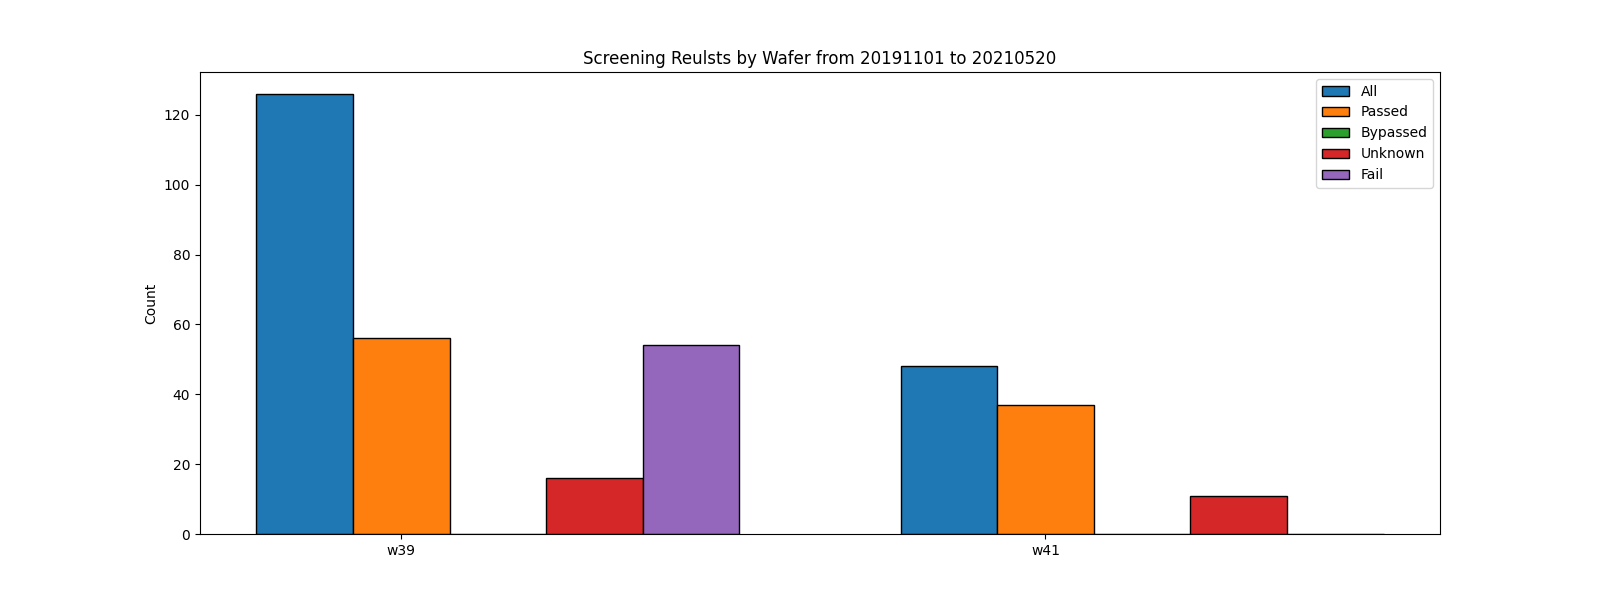 Screening Reulsts by Wafer from 20191101 to 20210520
All
Passed
Bypassed
Unknown
Fail
Count
120
100
80
60
40
20
0
w39
w41